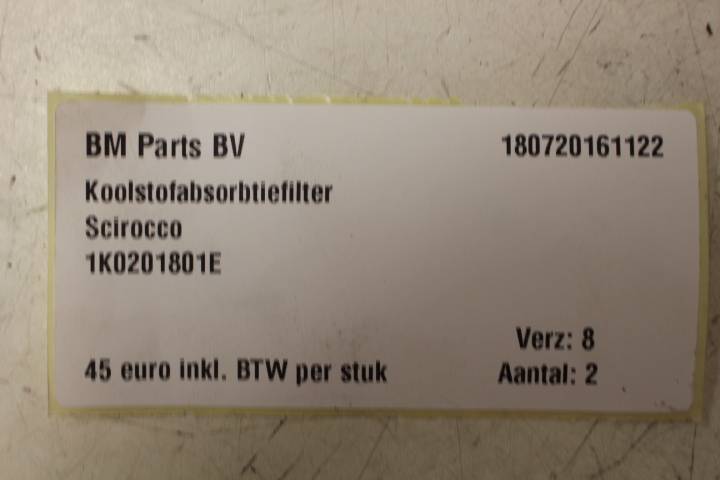 BM Parts BV 180720161122
Koolstofabsorbtiefilter
Scirocco
1K0201801E
Verz: 8
45 euro inkl. BTW per stuk Aantal: 2